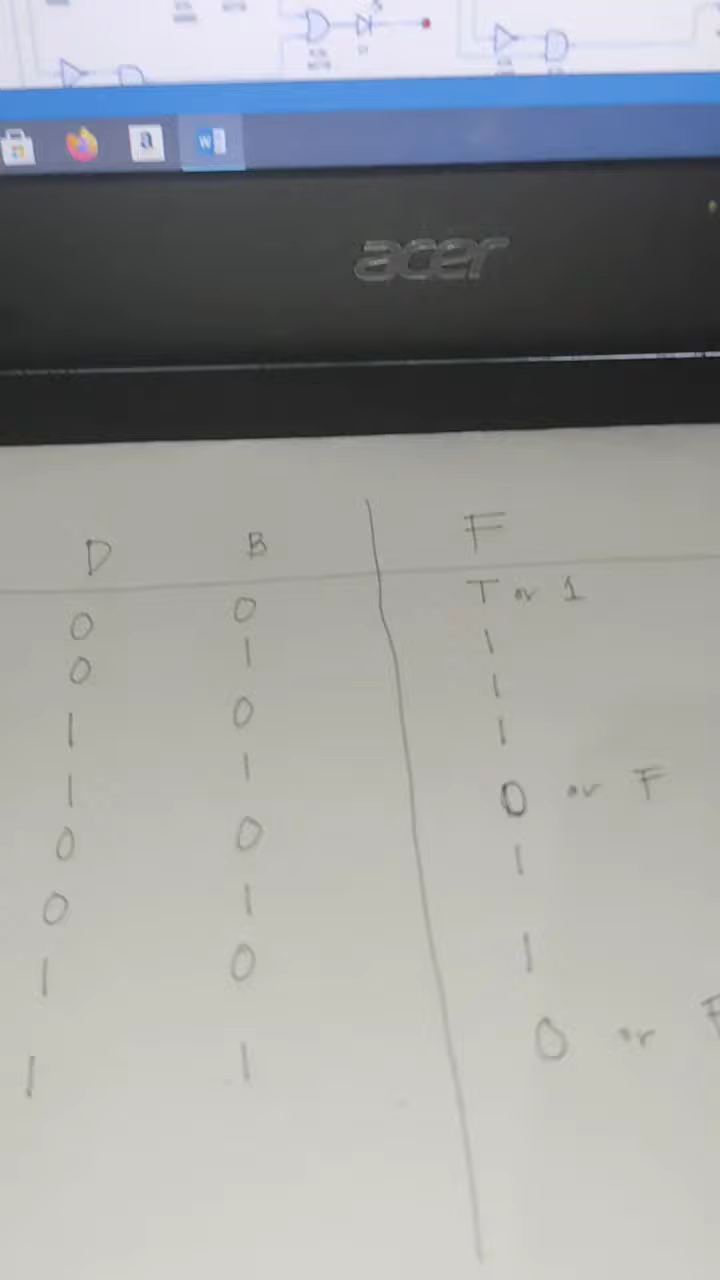 a
W
acer
D B F
0 0 T or 1
0 1 1
1 0 1
1 1 1
0 0 0 or F
0 1 1
1 0 1
1 1 0 or F